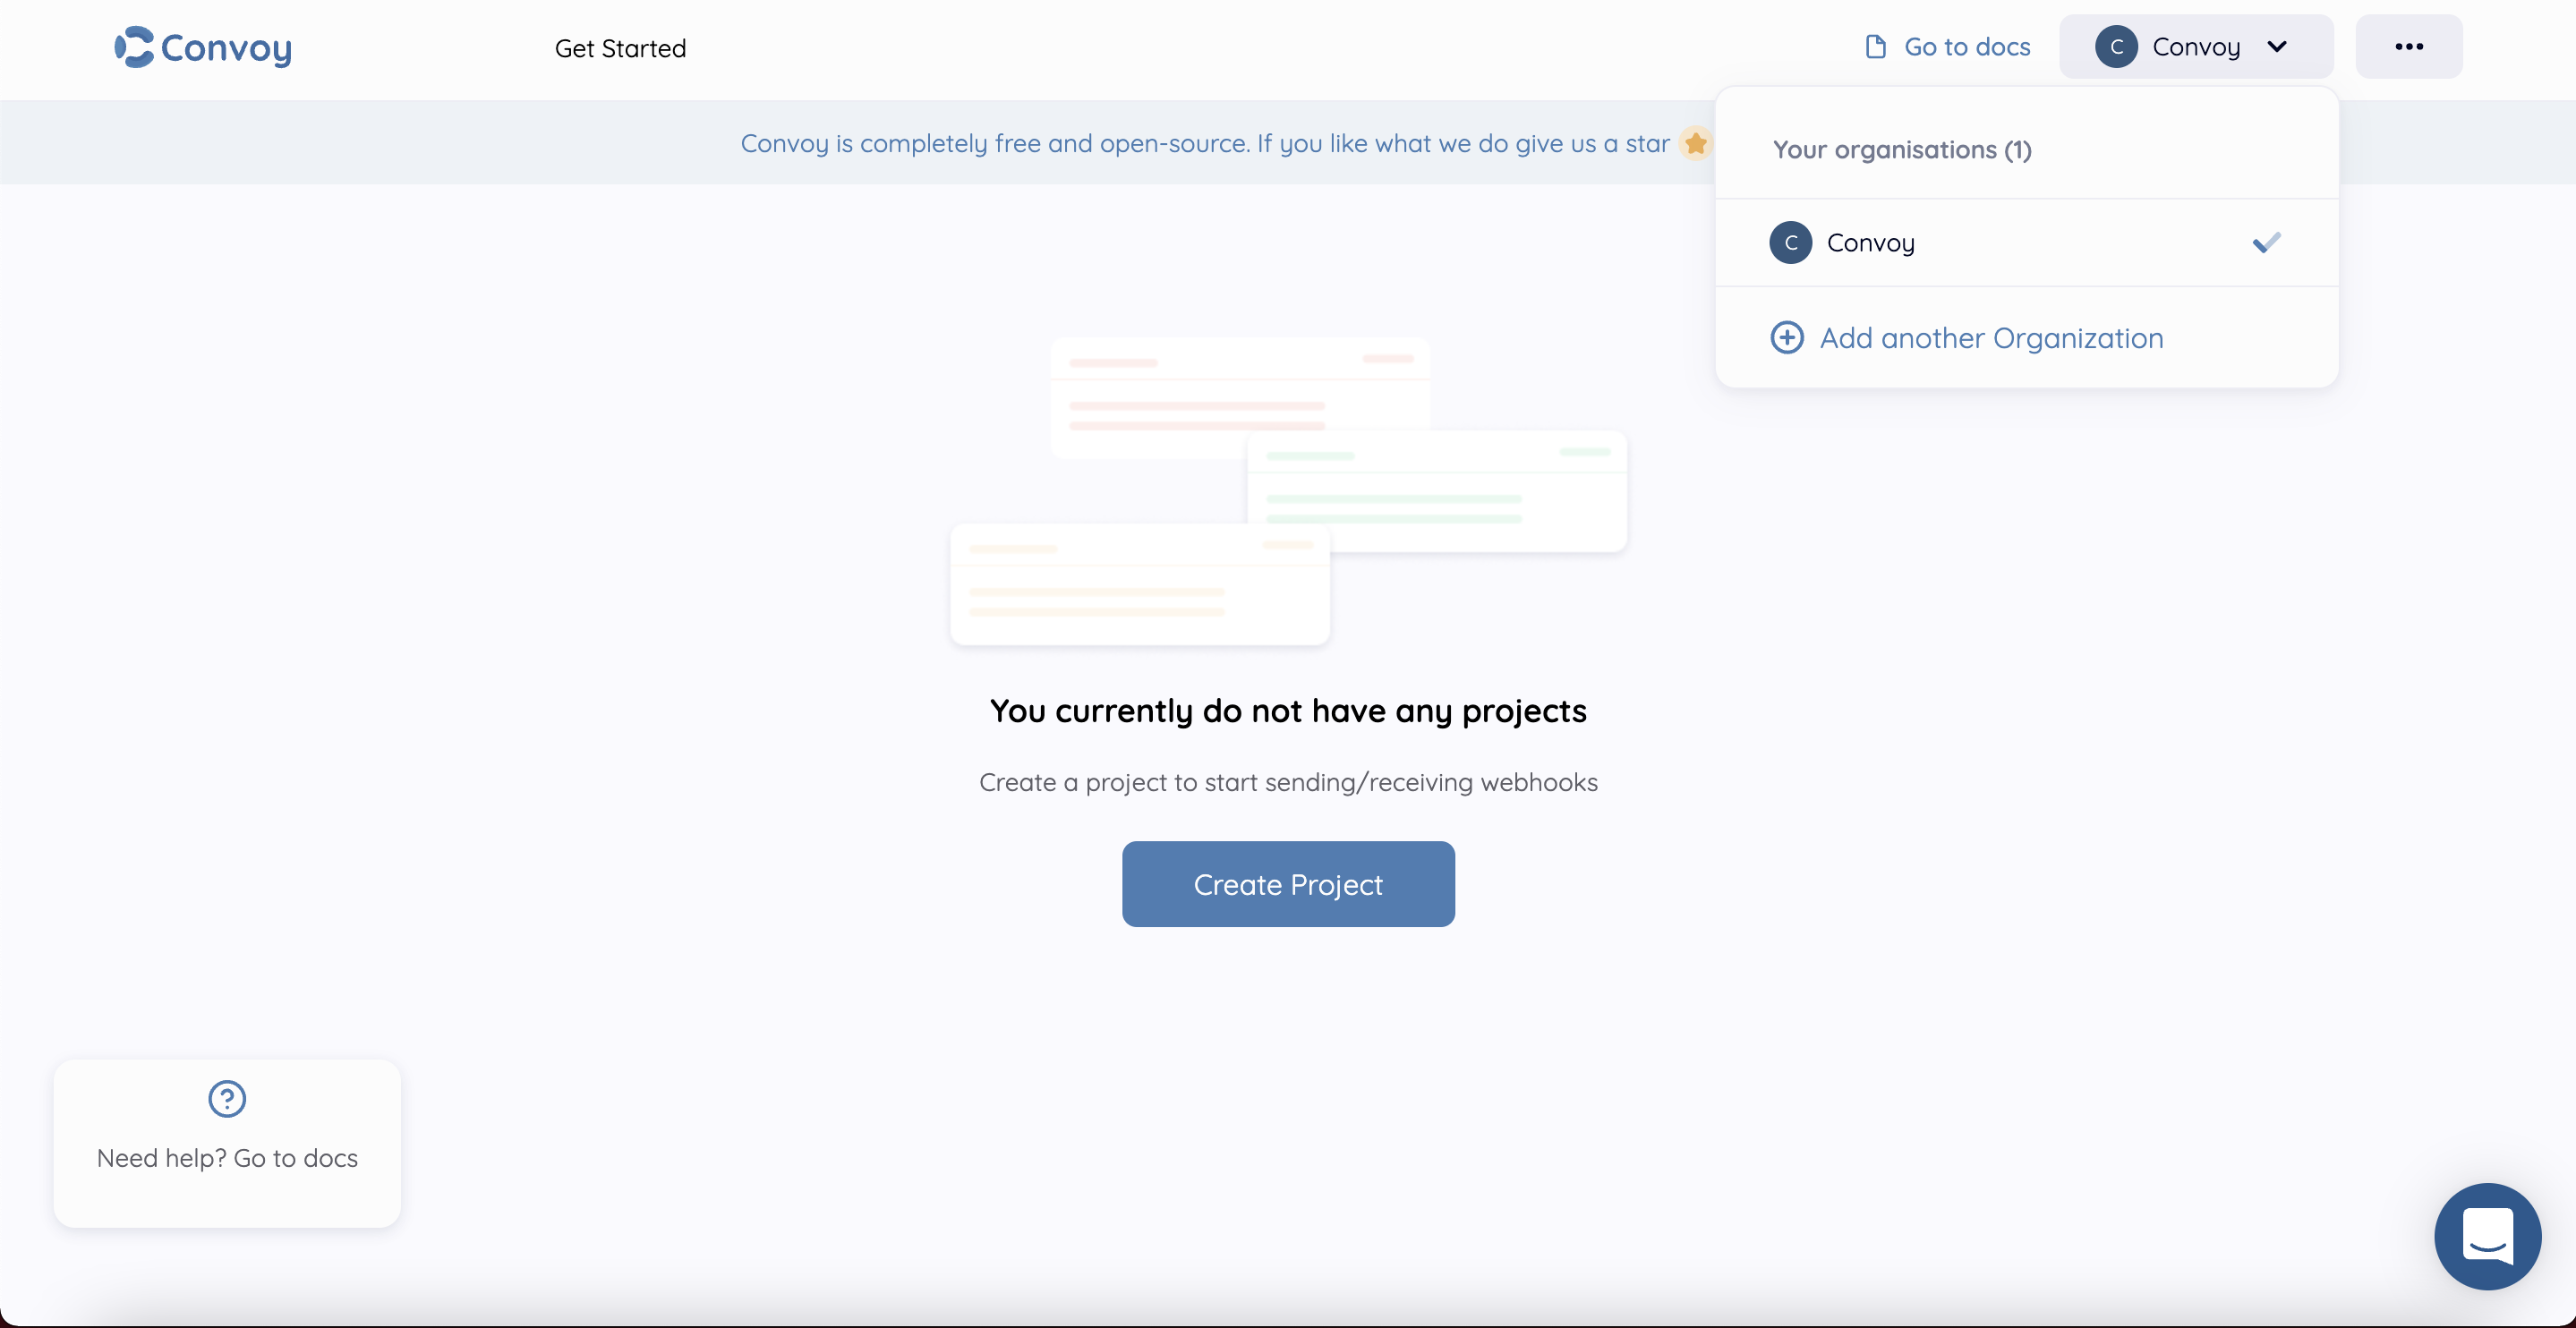 Convoy
Get Started
Go to docs
C Convoy
Convoy is completely free and open-source. If you like what we do give us a star
Your organisations (1)
C Convoy
Add another Organization
You currently do not have any projects
Create a project to start sending/receiving webhooks
Create Project
Need help? Go to docs